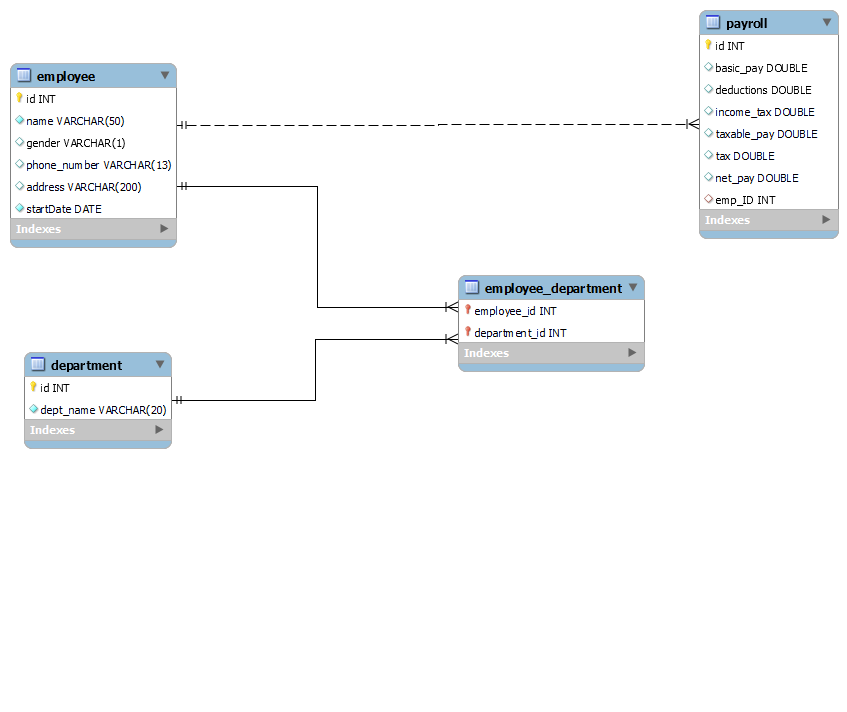 employee
id INT
name VARCHAR(50)
gender VARCHAR(1)
phone_number VARCHAR(13)
address VARCHAR(200)
startDate DATE
Indexes
payroll
id INT
basic_pay DOUBLE
deductions DOUBLE
income_tax DOUBLE
taxable_pay DOUBLE
tax DOUBLE
net_pay DOUBLE
emp_ID INT
Indexes
employee_department
employee_id INT
department_id INT
Indexes
department
id INT
dept_name VARCHAR(20)
Indexes